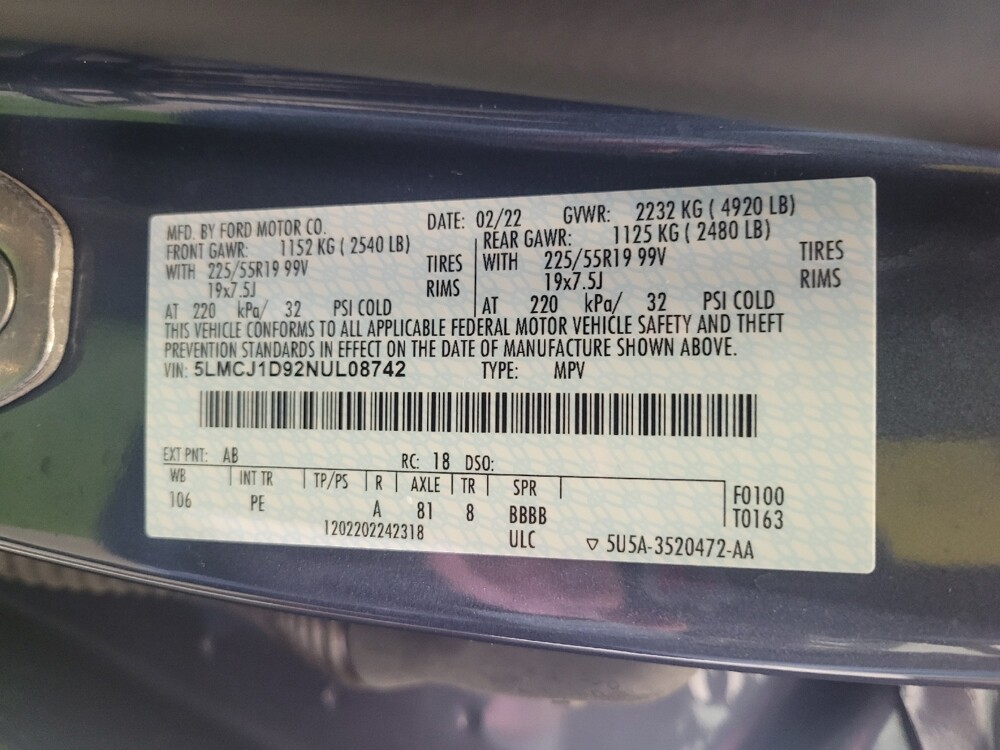 MFD. BY FORD MOTOR CO. DATE: 02/22 GVWR: 2232 KG ( 4920 LB)
FRONT GAWR: 1152 KG ( 2540 LB) REAR GAWR: 1125 KG ( 2480 LB)
WITH 225/55R19 99V TIRES WITH 225/55R19 99V TIRES
19x7.5J RIMS 19x7.5J RIMS
AT 220 kPa/ 32 PSI COLD AT 220 kPa/ 32 PSI COLD
THIS VEHICLE CONFORMS TO ALL APPLICABLE FEDERAL MOTOR VEHICLE SAFETY AND THEFT
PREVENTION STANDARDS IN EFFECT ON THE DATE OF MANUFACTURE SHOWN ABOVE.
VIN: 5LMCJ1D92NUL08742 TYPE: MPV
EXT PNT: AB RC: 18 DSO:
WB INT TR TP/PS R AXLE TR SPR F0100
106 PE A 81 8 BBBB T0163
1202202242318 ULC ▽ 5U5A-3520472-AA